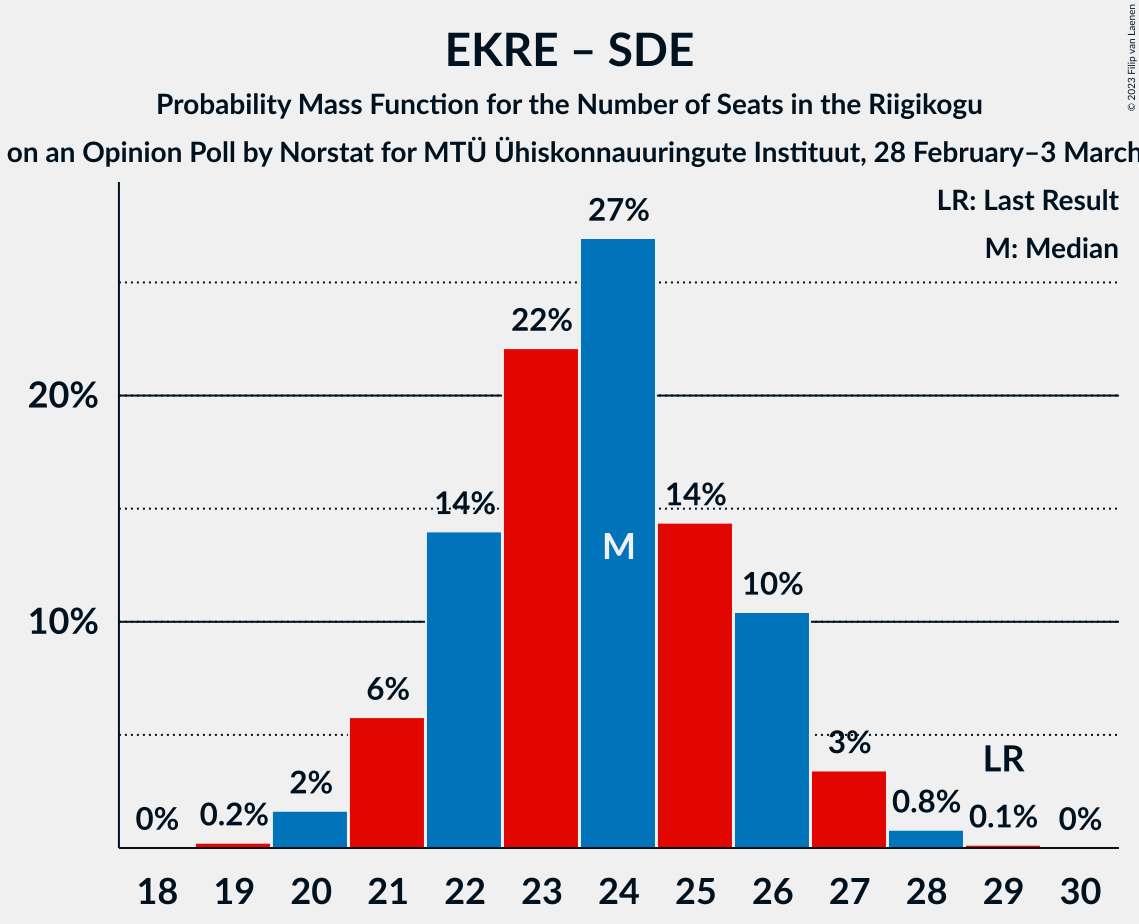 EKRE – SDE
Probability Mass Function for the Number of Seats in the Riigikogu
on an Opinion Poll by Norstat for MTÜ Ühiskonnauuringute Instituut, 28 February–3 March
© 2023 Filip van Laenen
LR: Last Result
M: Median
20%
10%
0%
0.2%
2%
6%
14%
22%
27%
14%
10%
3%
0.8%
0.1%
0%
M
LR
18 19 20 21 22 23 24 25 26 27 28 29 30